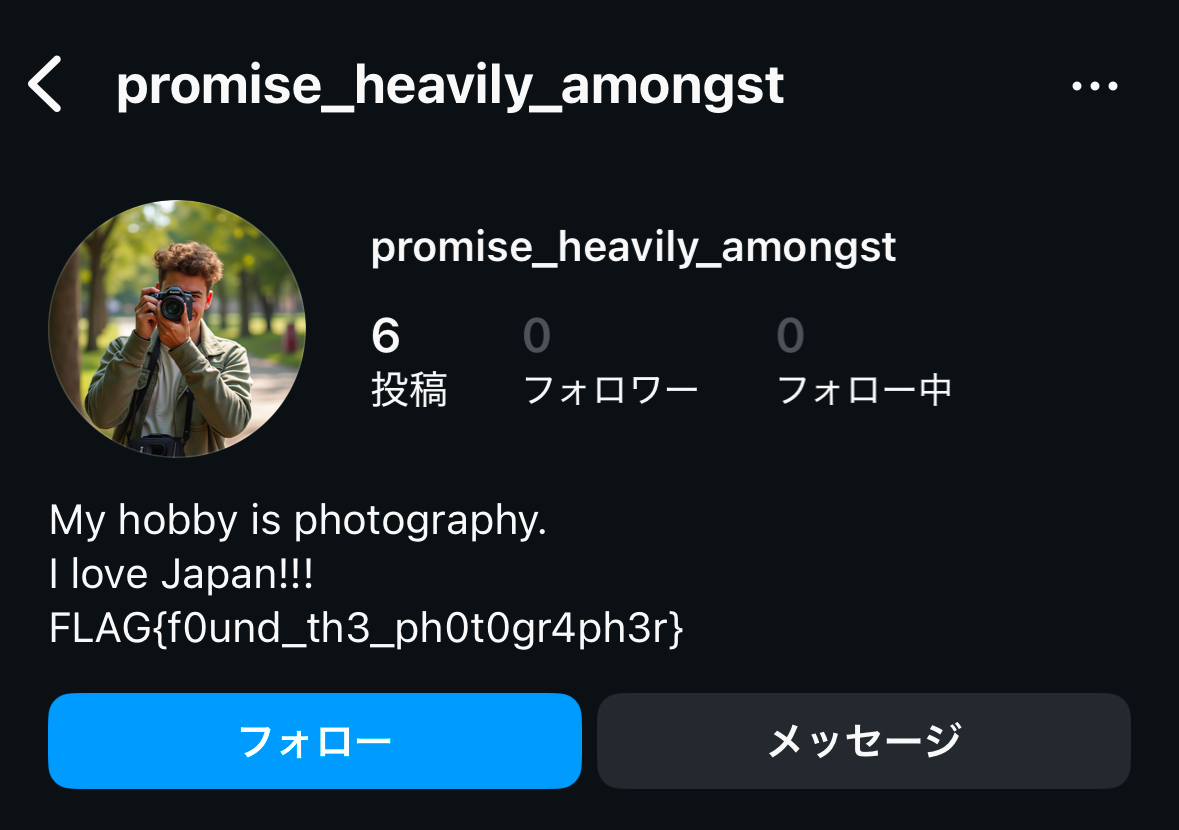 promise_heavily_amongst
promise_heavily_amongst
6 0 0
投稿 フォロワー フォロー中
My hobby is photography.
I love Japan!!!
FLAG{f0und_th3_ph0t0gr4ph3r}
フォロー メッセージ